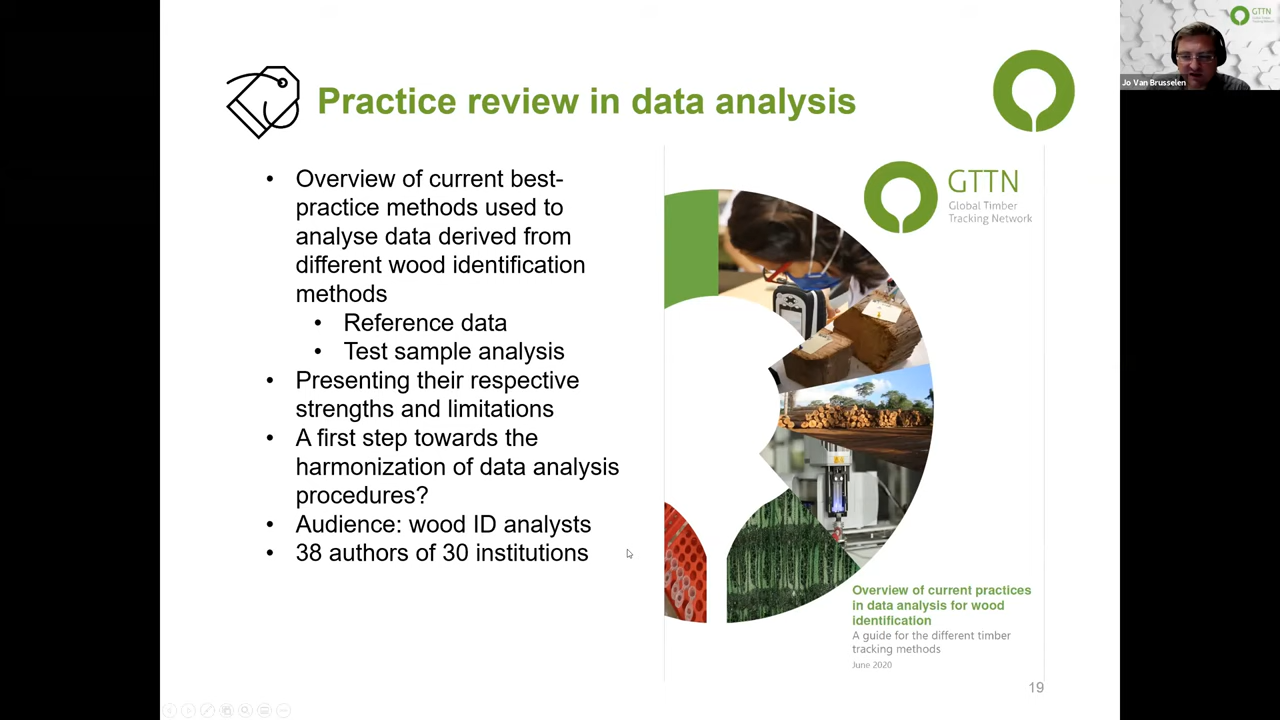 GTTN
Jo Van Brusselen
Practice review in data analysis
• Overview of current best-
practice methods used to
analyse data derived from
different wood identification
methods
• Reference data
• Test sample analysis
• Presenting their respective
strengths and limitations
• A first step towards the
harmonization of data analysis
procedures?
• Audience: wood ID analysts
• 38 authors of 30 institutions
GTTN
Global Timber
Tracking Network
Overview of current practices
in data analysis for wood
identification
A guide for the different timber
tracking methods
June 2020
19